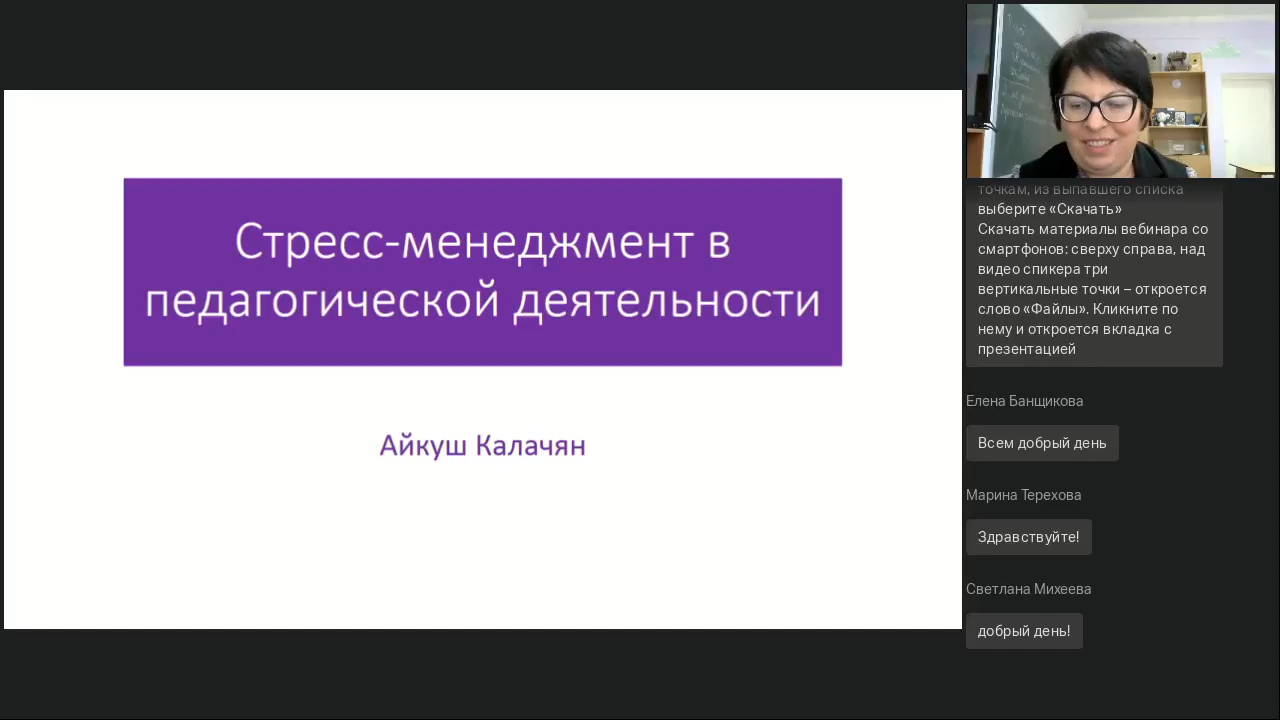 Стресс-менеджмент в
педагогической деятельности
Айкуш Калачян
точкам, из выпавшего списка
выберите «Скачать»
Скачать материалы вебинара со
смартфонов: сверху справа, над
видео спикера три
вертикальные точки – откроется
слово «Файлы». Кликните по
нему и откроется вкладка с
презентацией
Елена Банщикова
Всем добрый день
Марина Терехова
Здравствуйте!
Светлана Михеева
добрый день!